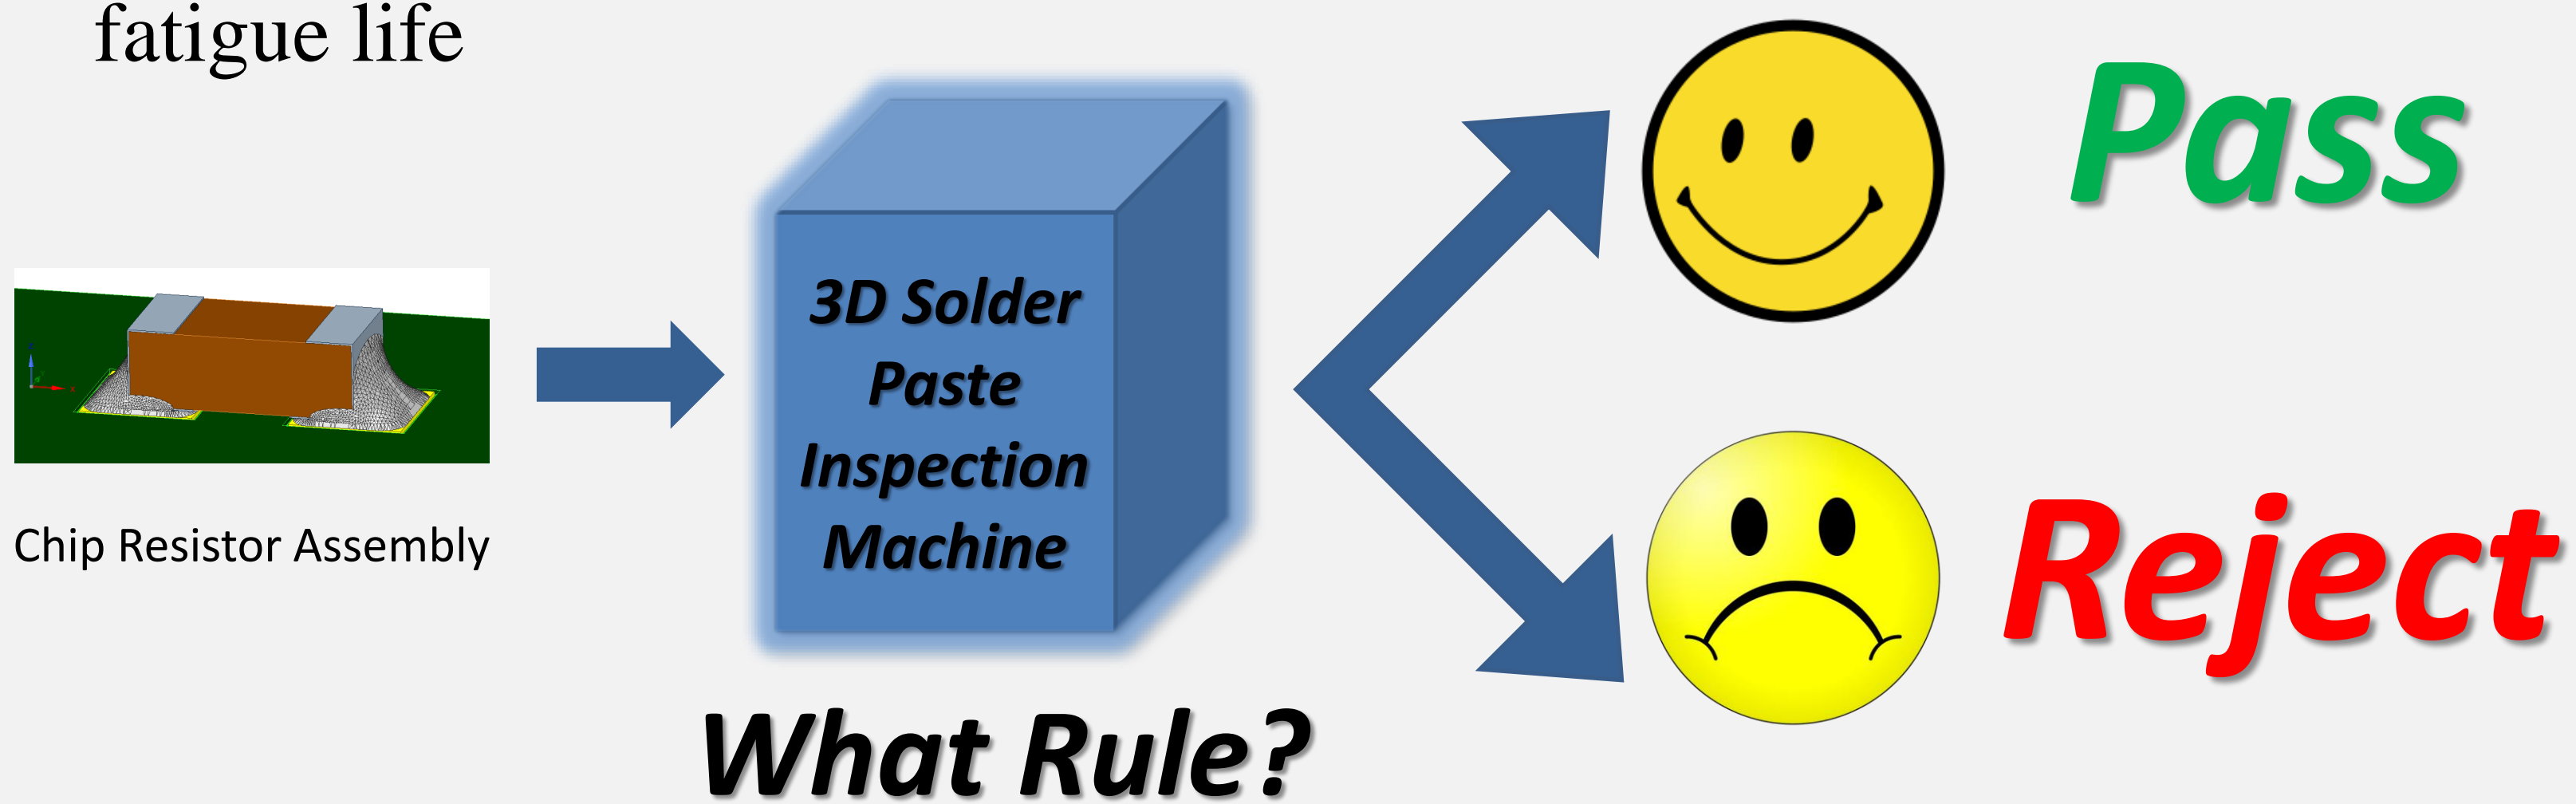 fatigue life
Chip Resistor Assembly
3D Solder
Paste
Inspection
Machine
What Rule?
Pass
Reject